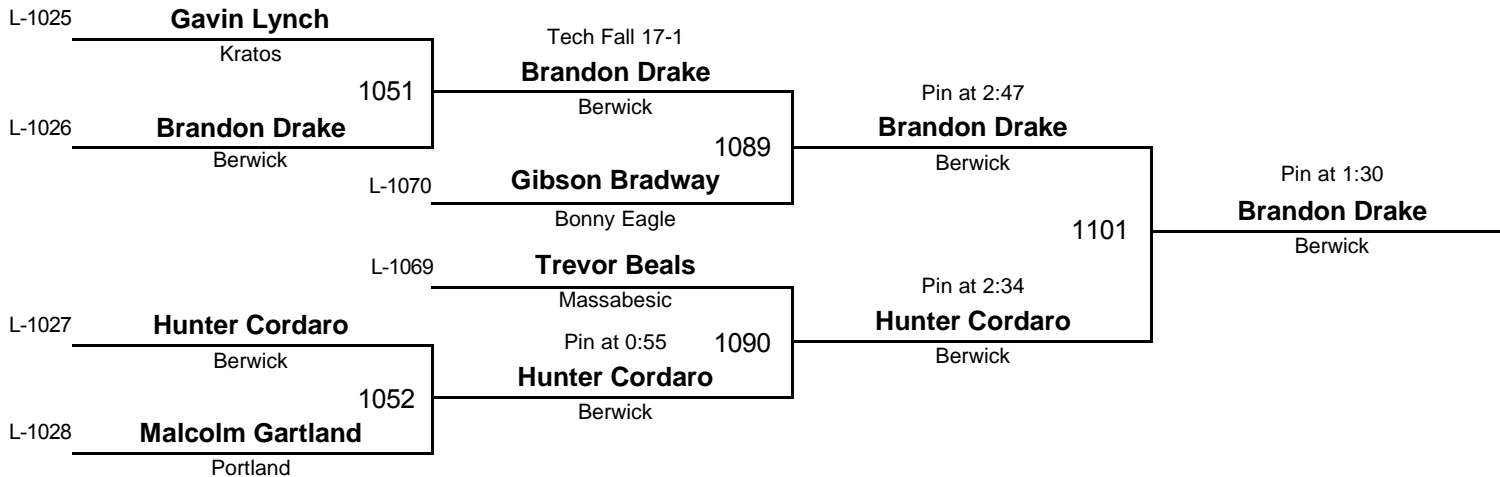 L-1025
Gavin Lynch
Kratos
1051
L-1026
Brandon Drake
Berwick
Tech Fall 17-1
Brandon Drake
Berwick
1089
L-1070
Gibson Bradway
Bonny Eagle
L-1069
Trevor Beals
Massabesic
L-1027
Hunter Cordaro
Berwick
1052
L-1028
Malcolm Gartland
Portland
Pin at 0:55
1090
Hunter Cordaro
Berwick
Pin at 2:47
Brandon Drake
Berwick
1101
Pin at 2:34
Hunter Cordaro
Berwick
Pin at 1:30
Brandon Drake
Berwick